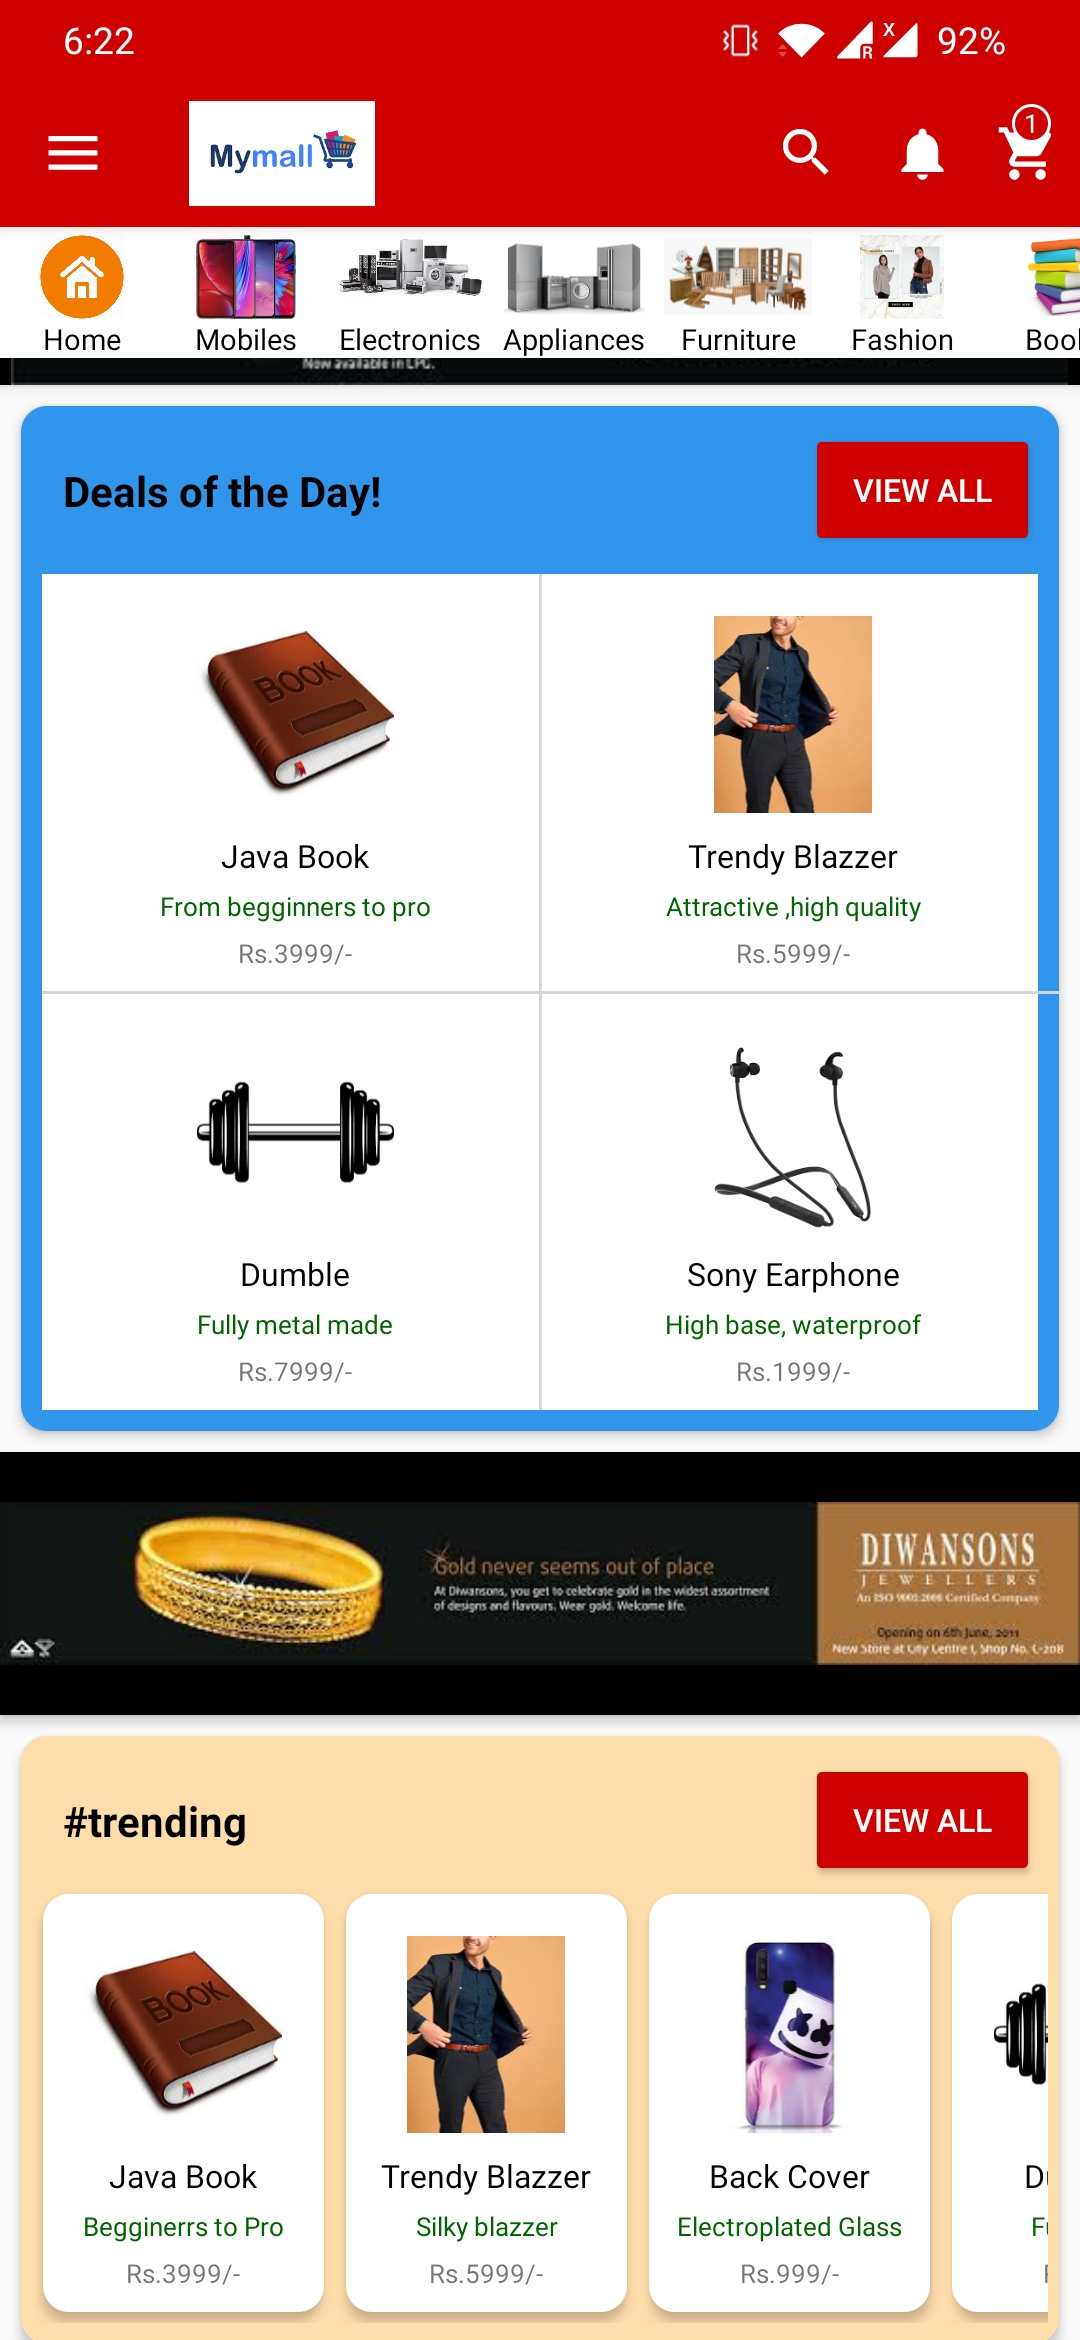 6:22
R
X
92%
Mymall
1
Home
Mobiles
Electronics
Appliances
Furniture
Fashion
Now available in LPG.
Deals of the Day!
VIEW ALL
BOOK
Java Book
From begginners to pro
Rs.3999/-
Trendy Blazzer
Attractive ,high quality
Rs.5999/-
Dumble
Fully metal made
Rs.7999/-
Sony Earphone
High base, waterproof
Rs.1999/-
Gold never seems out of place
At Diwansons, you get to celebrate gold in the widest assortment
of designs and flavours. Wear gold. Welcome life.
DIWANSONS
JEWELLERS
An ISO 9001:2008 Certified Company
Opening on 6th June, 2011
New Store at City Centre I, Shop No. C-208
#trending
VIEW ALL
BOOK
Java Book
Begginerrs to Pro
Rs.3999/-
Trendy Blazzer
Silky blazzer
Rs.5999/-
Back Cover
Electroplated Glass
Rs.999/-